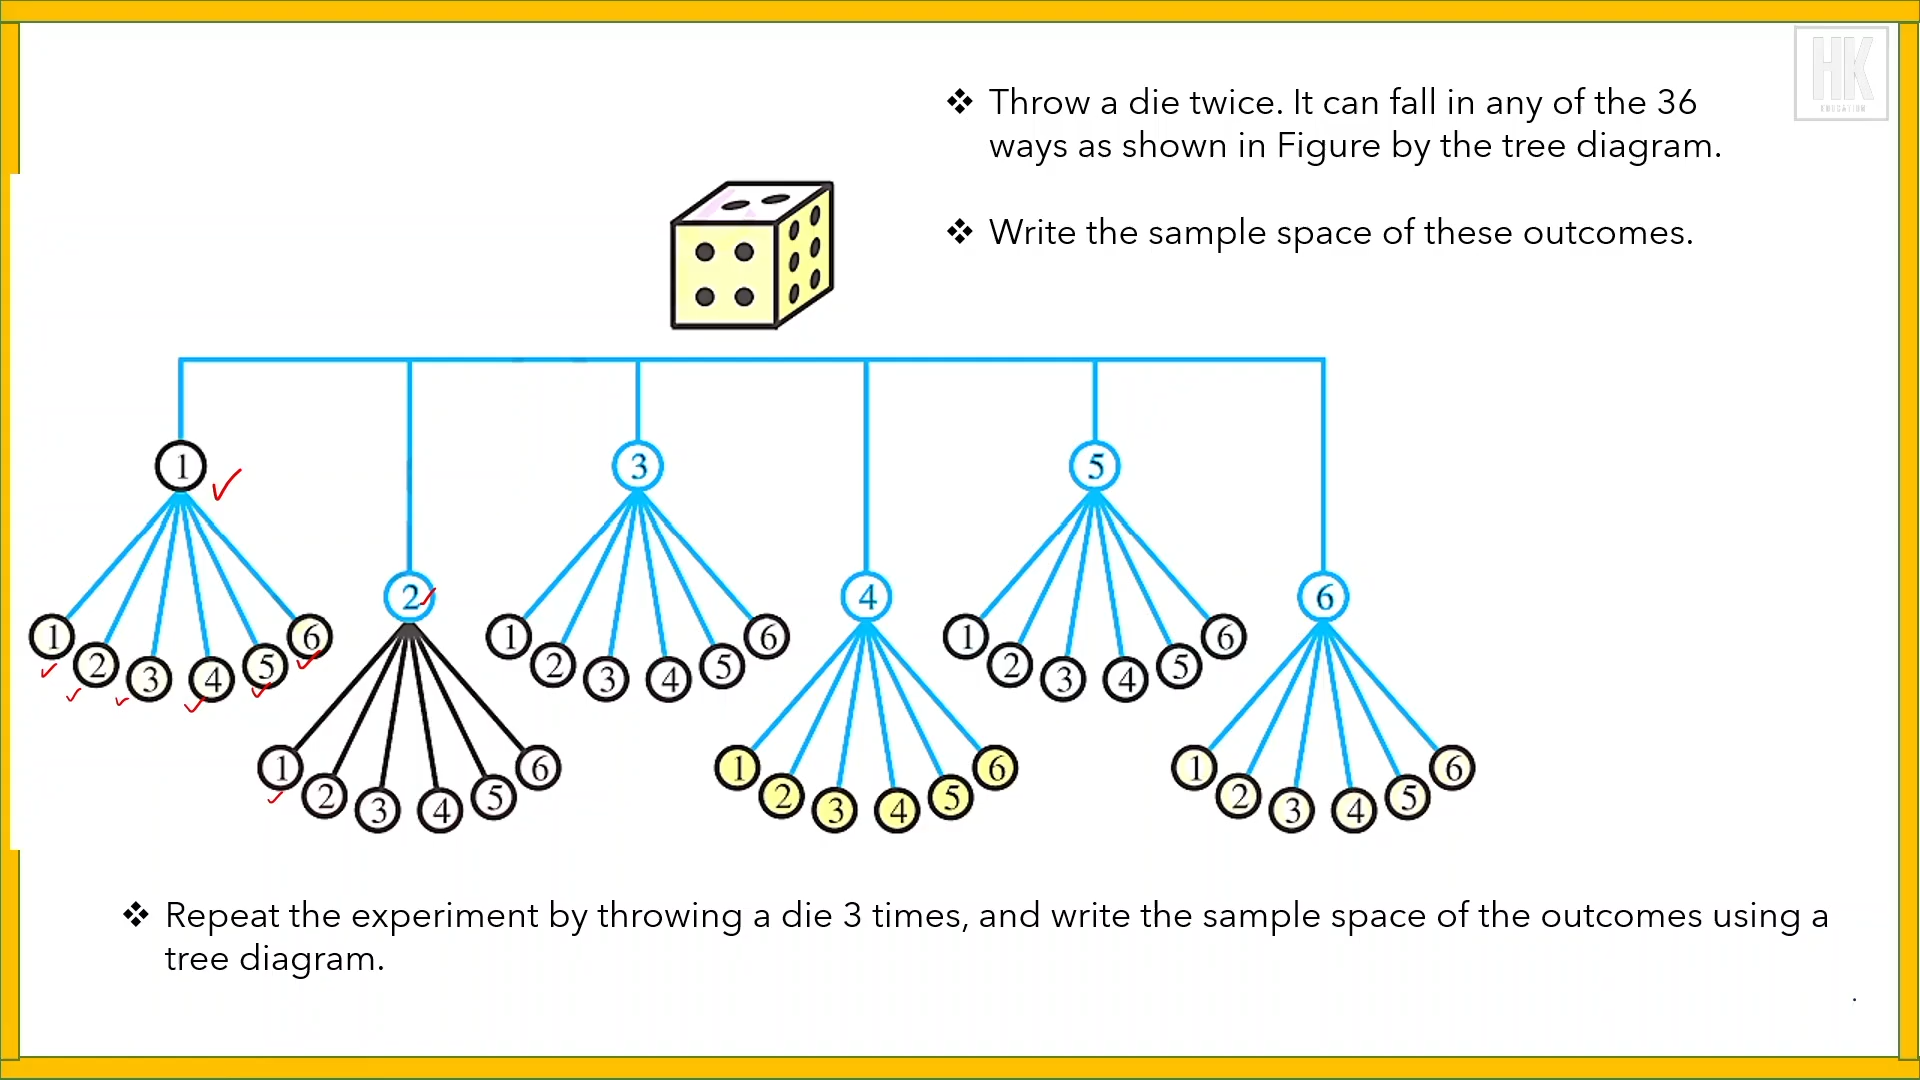 HK
EDUCATION
❖ Throw a die twice. It can fall in any of the 36
ways as shown in Figure by the tree diagram.
❖ Write the sample space of these outcomes.
1 3 5
2 4 6
1 2 3 4 5 6
1 2 3 4 5 6
1 2 3 4 5 6
1 2 3 4 5 6
1 2 3 4 5 6
1 2 3 4 5 6
❖ Repeat the experiment by throwing a die 3 times, and write the sample space of the outcomes using a
tree diagram.